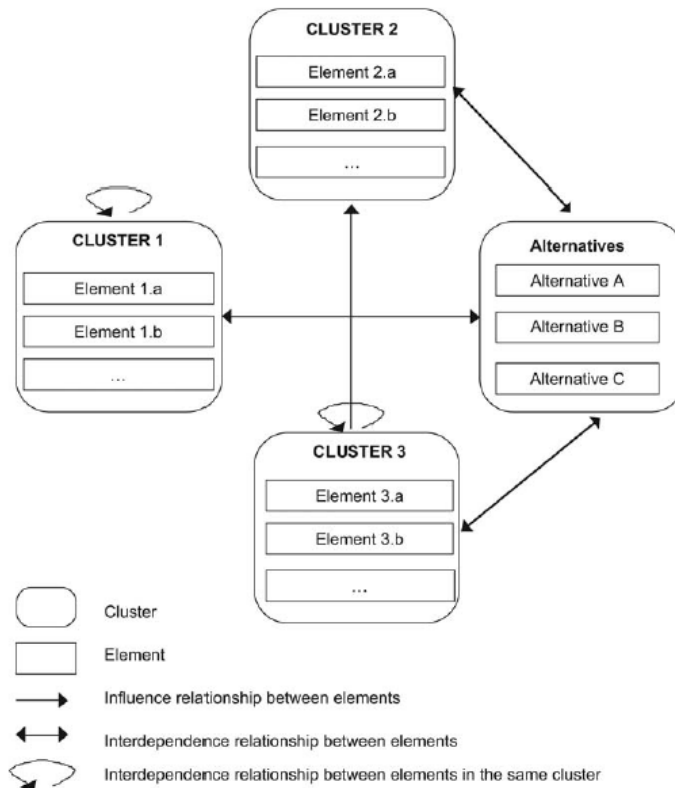 CLUSTER 2
Element 2.a
Element 2.b
...
CLUSTER 1
Element 1.a
Element 1.b
...
Alternatives
Alternative A
Alternative B
Alternative C
CLUSTER 3
Element 3.a
Element 3.b
...
Cluster
Element
Influence relationship between elements
Interdependence relationship between elements
Interdependence relationship between elements in the same cluster